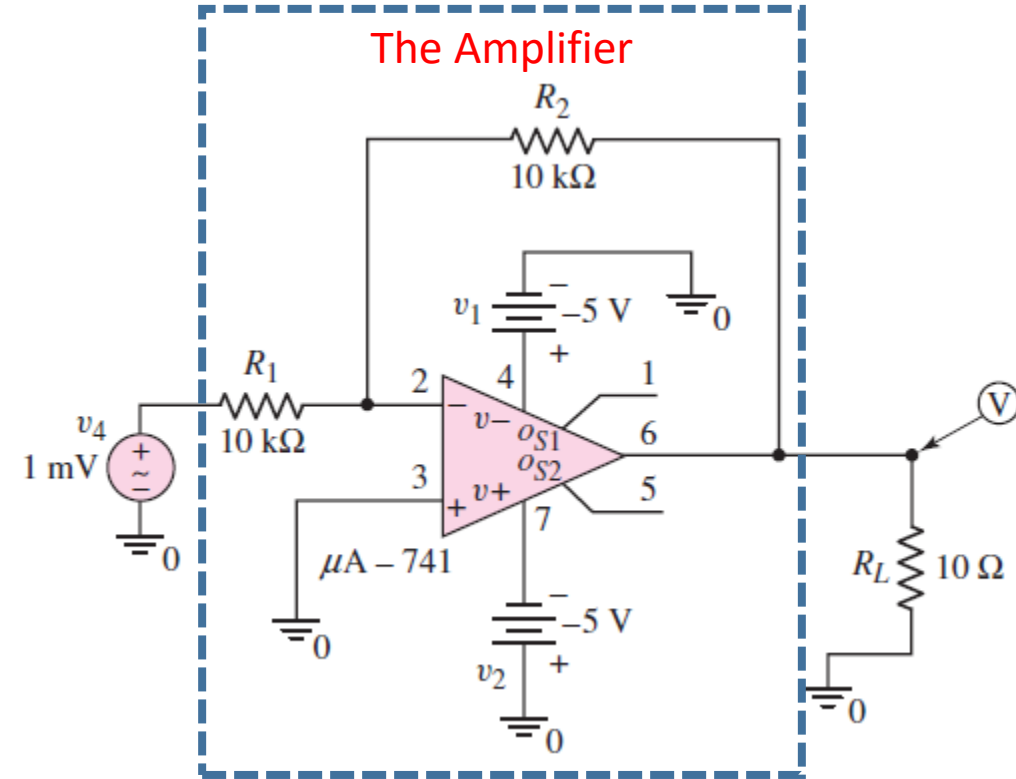 The Amplifier
R2
10 kΩ
−
v1
−5 V
0
+
R1
2
4
1
v4
10 kΩ
−
v−
oS1
6
V
1 mV
+
~
−
3
oS2
+
v+
5
7
0
μA – 741
RL
10 Ω
−
−5 V
0
v2
+
0
0